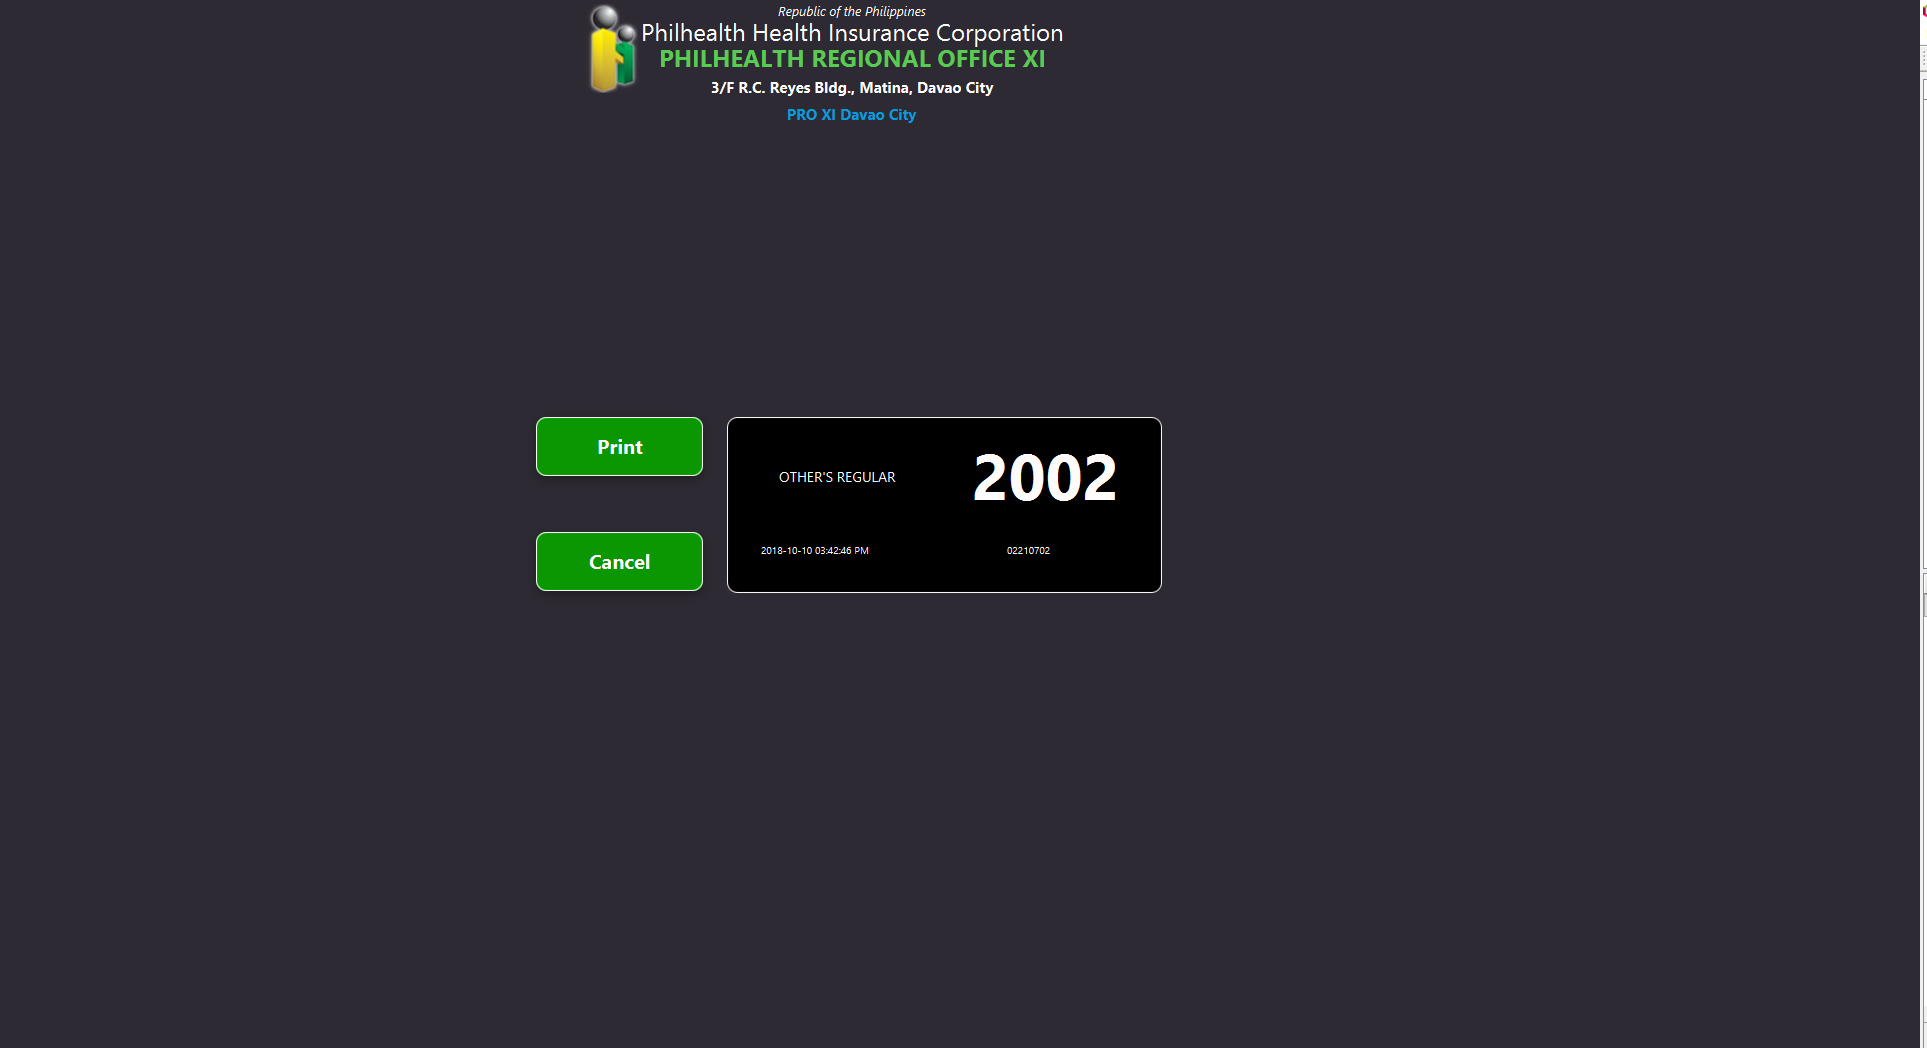 Republic of the Philippines
Philhealth Health Insurance Corporation
PHILHEALTH REGIONAL OFFICE XI
3/F R.C. Reyes Bldg., Matina, Davao City
PRO XI Davao City
Print
OTHER'S REGULAR
2002
Cancel
2018-10-10 03:42:46 PM
02210702